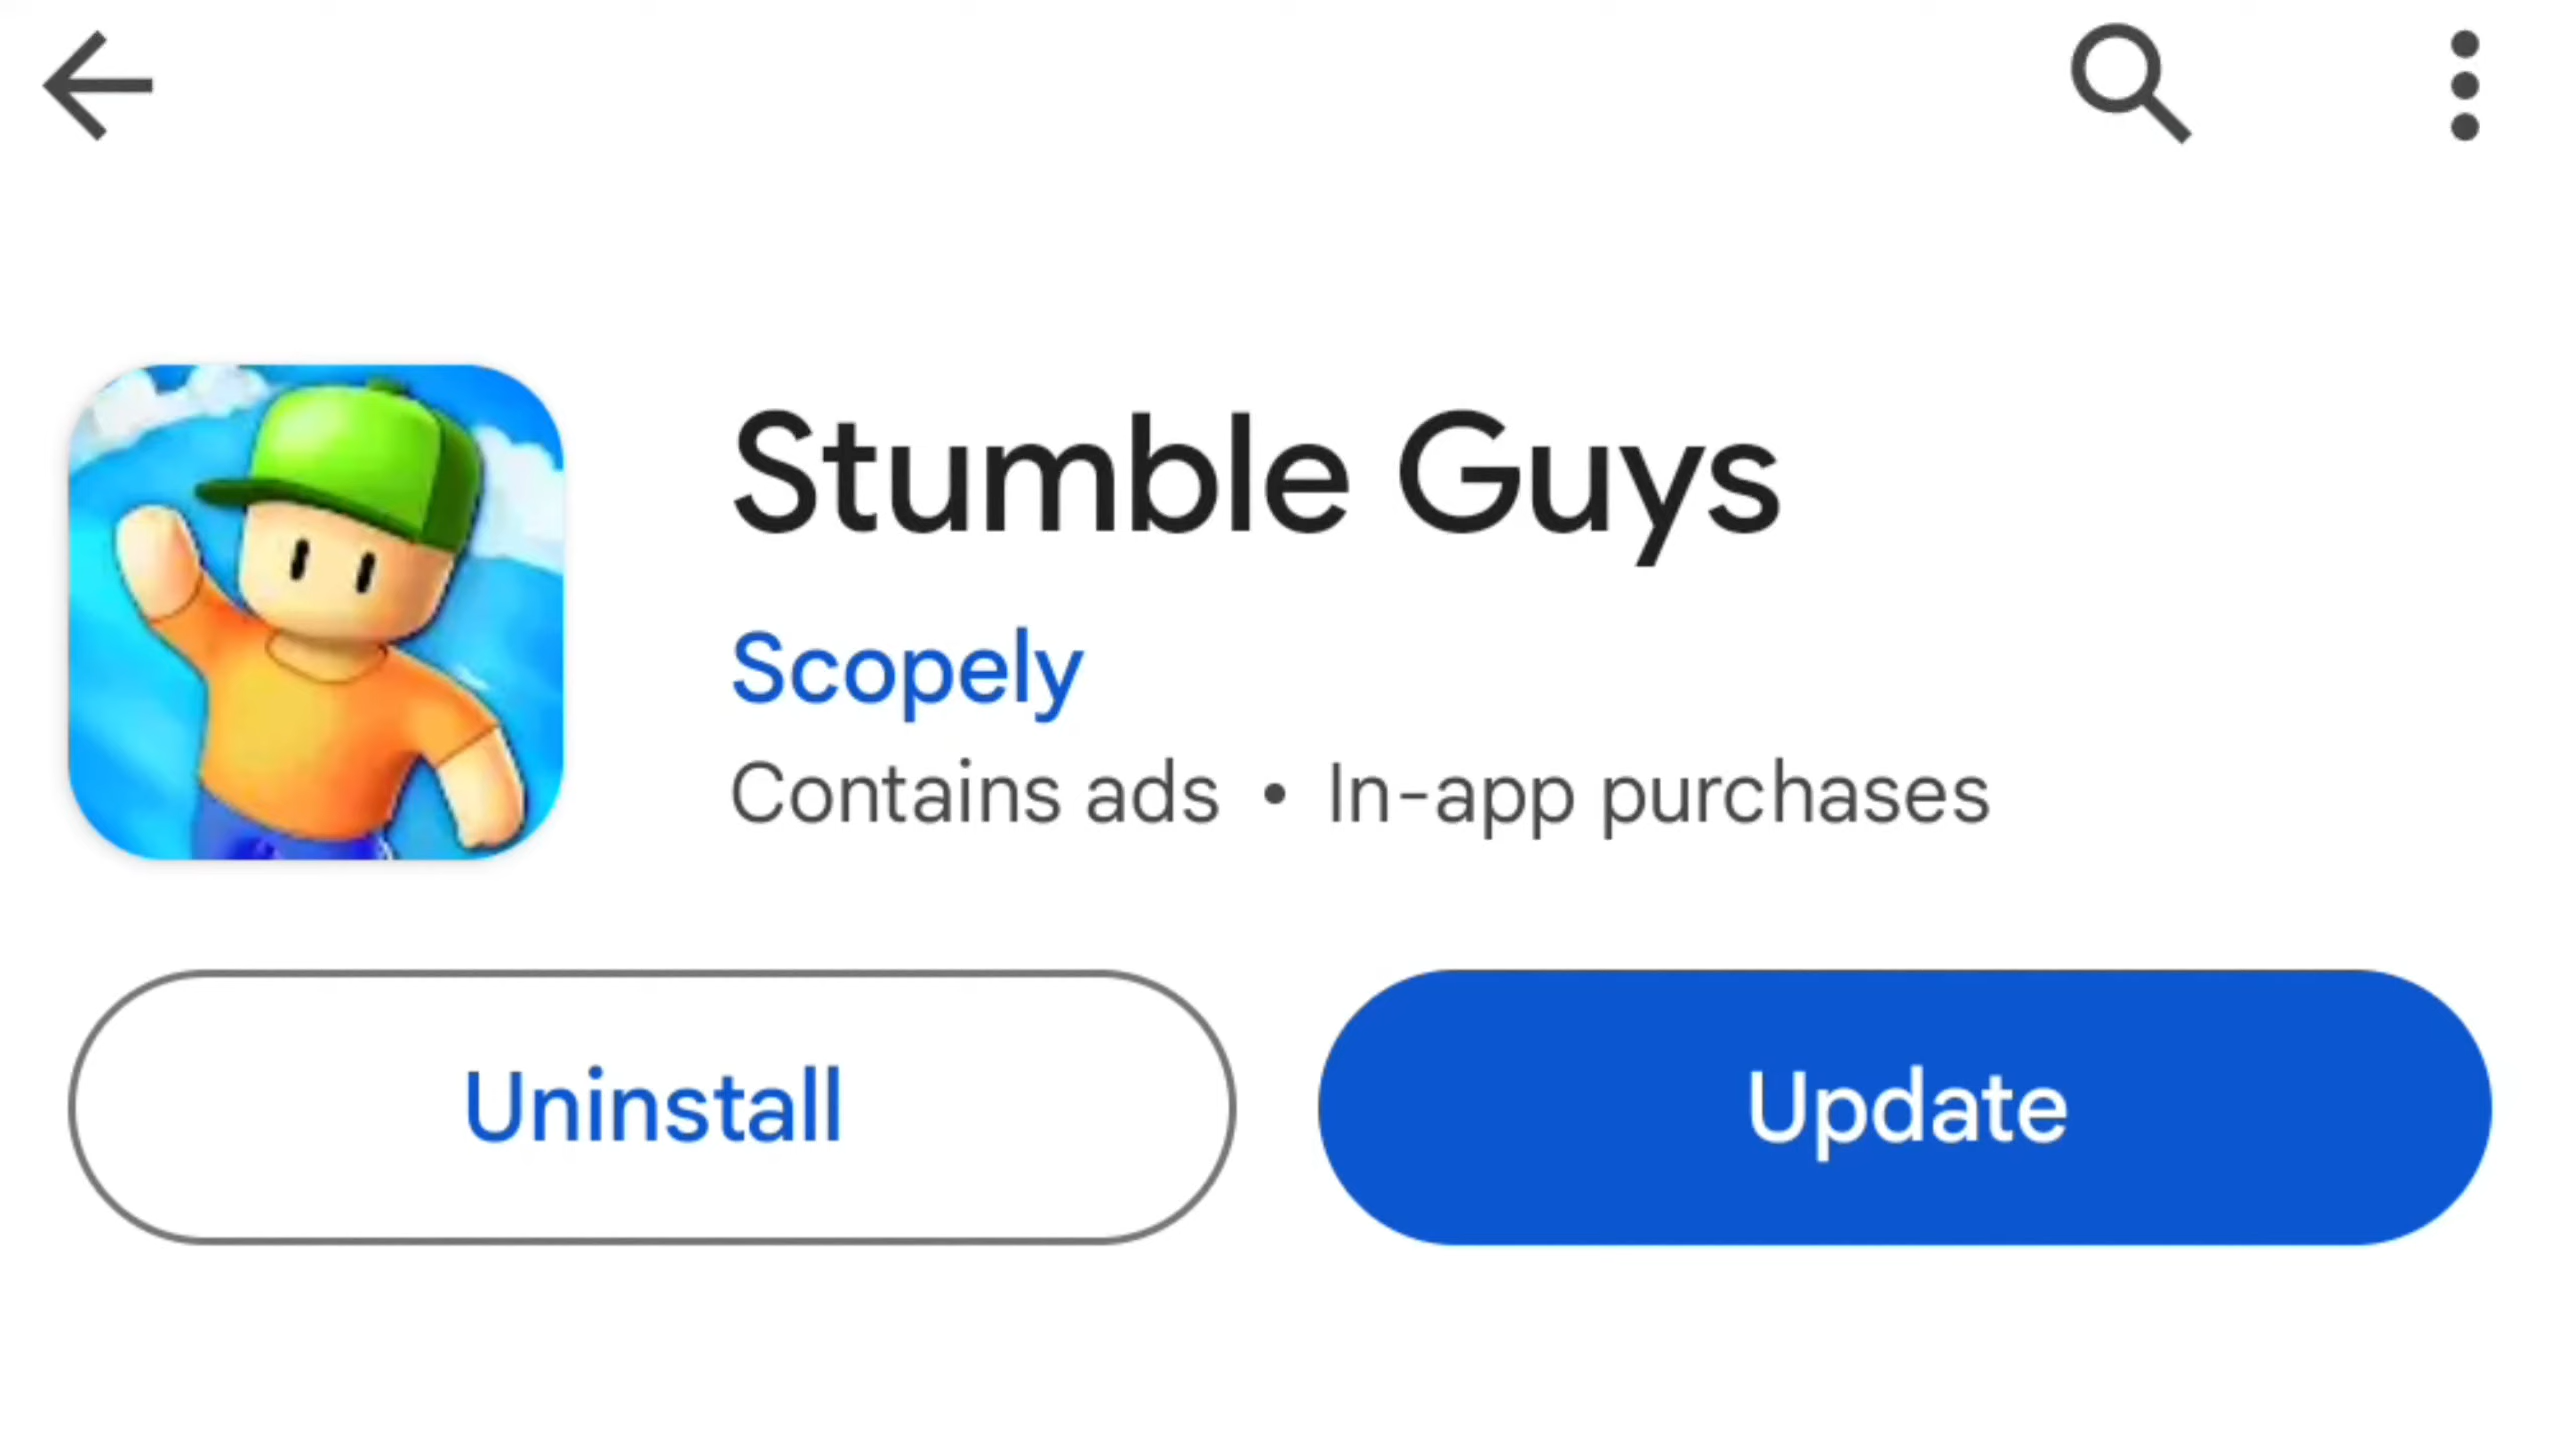 Stumble Guys
Scopely
Contains ads • In-app purchases
Uninstall
Update